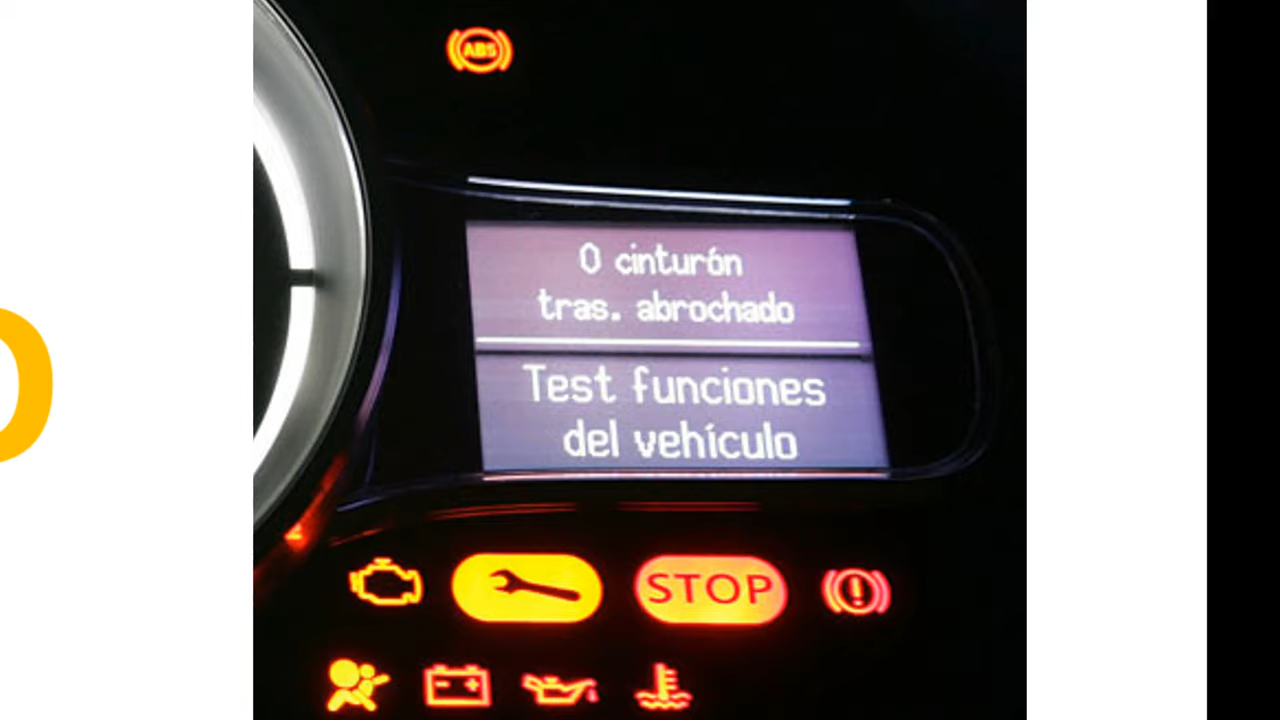 ABS
0 cinturón
tras. abrochado
Test funciones
del vehículo
STOP